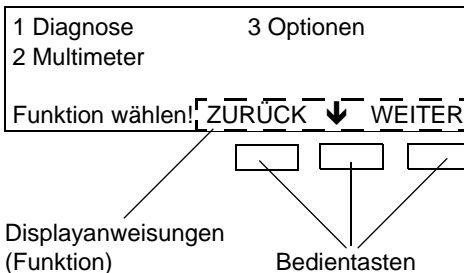 1 Diagnose 3 Optionen
2 Multimeter
Funktion wählen! ZURÜCK 🡻 WEITER
Displayanweisungen
(Funktion) Bedientasten